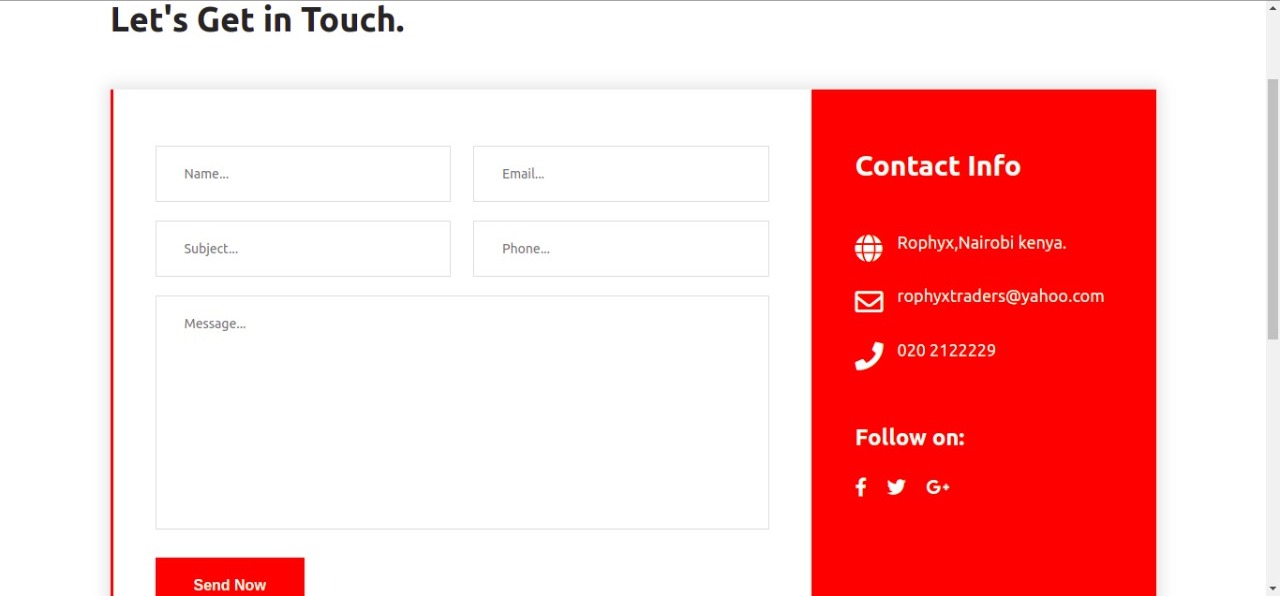 Let's Get in Touch.
Name...
Email...
Subject...
Phone...
Message...
Send Now
Contact Info
Rophyx,Nairobi kenya.
rophyxtraders@yahoo.com
020 2122229
Follow on: